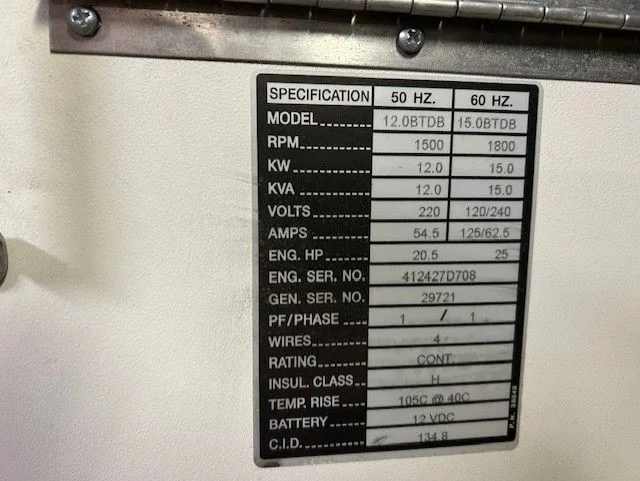 SPECIFICATION 50 HZ. 60 HZ.
MODEL 12.0BTDB 15.0BTDB
RPM 1500 1800
KW 12.0 15.0
KVA 12.0 15.0
VOLTS 220 120/240
AMPS 54.5 125/62.5
ENG. HP 20.5 25
ENG. SER. NO. 412427D708
GEN. SER. NO. 29721
PF/PHASE 1 / 1
WIRES 4
RATING CONT.
INSUL. CLASS H
TEMP. RISE 105C @ 40C
BATTERY 12 VDC
C.I.D. 134.8
P.N.